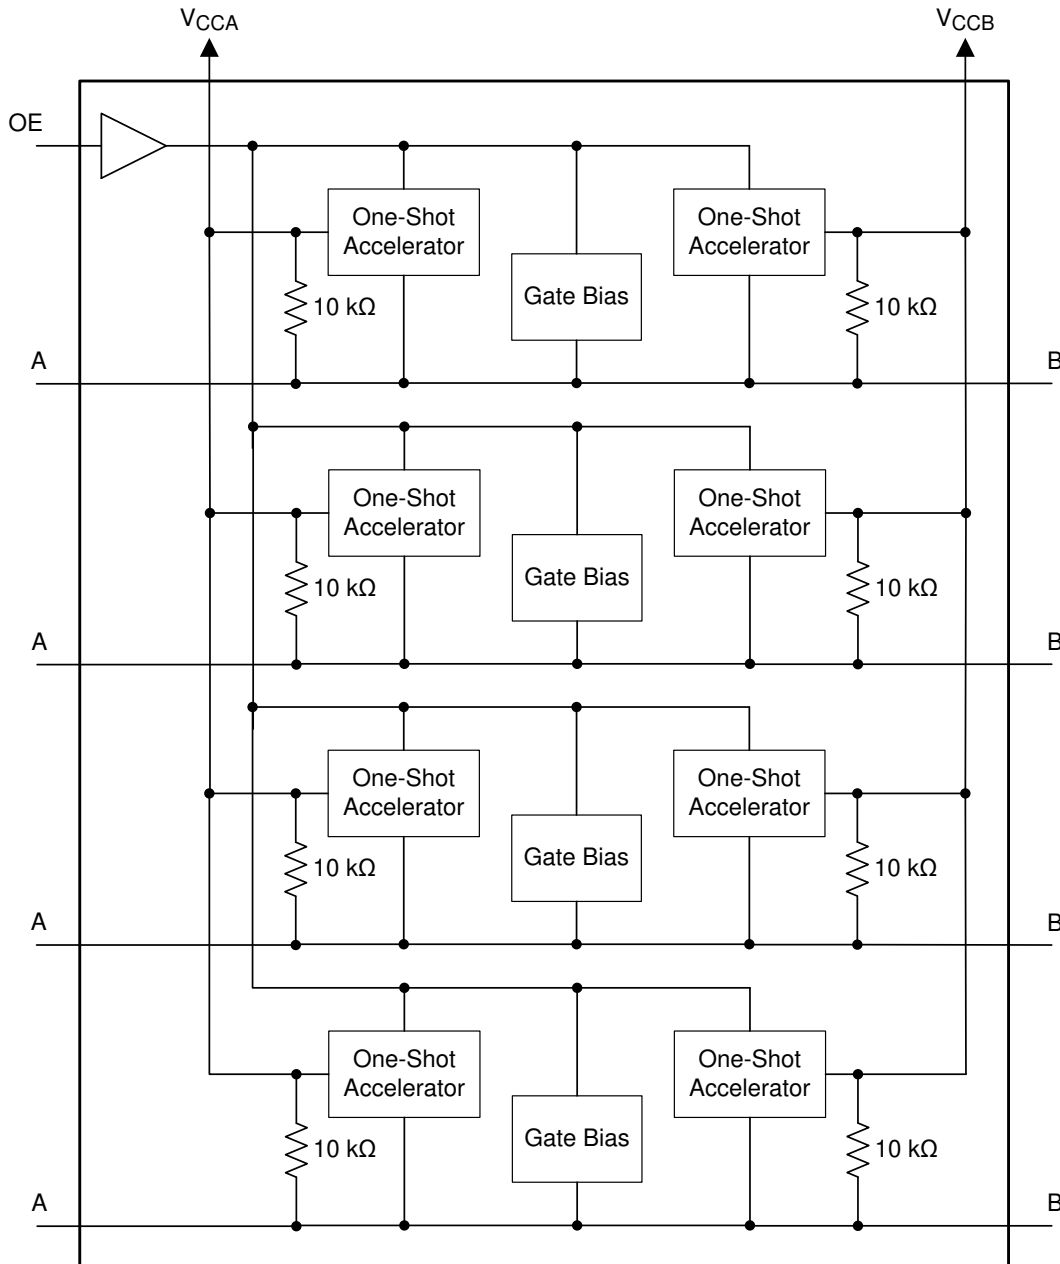 VCCA
VCCB
OE
One-Shot
Accelerator
One-Shot
Accelerator
Gate Bias
10 kΩ
10 kΩ
A
B
One-Shot
Accelerator
One-Shot
Accelerator
Gate Bias
10 kΩ
10 kΩ
A
B
One-Shot
Accelerator
One-Shot
Accelerator
Gate Bias
10 kΩ
10 kΩ
A
B
One-Shot
Accelerator
One-Shot
Accelerator
Gate Bias
10 kΩ
10 kΩ
A
B